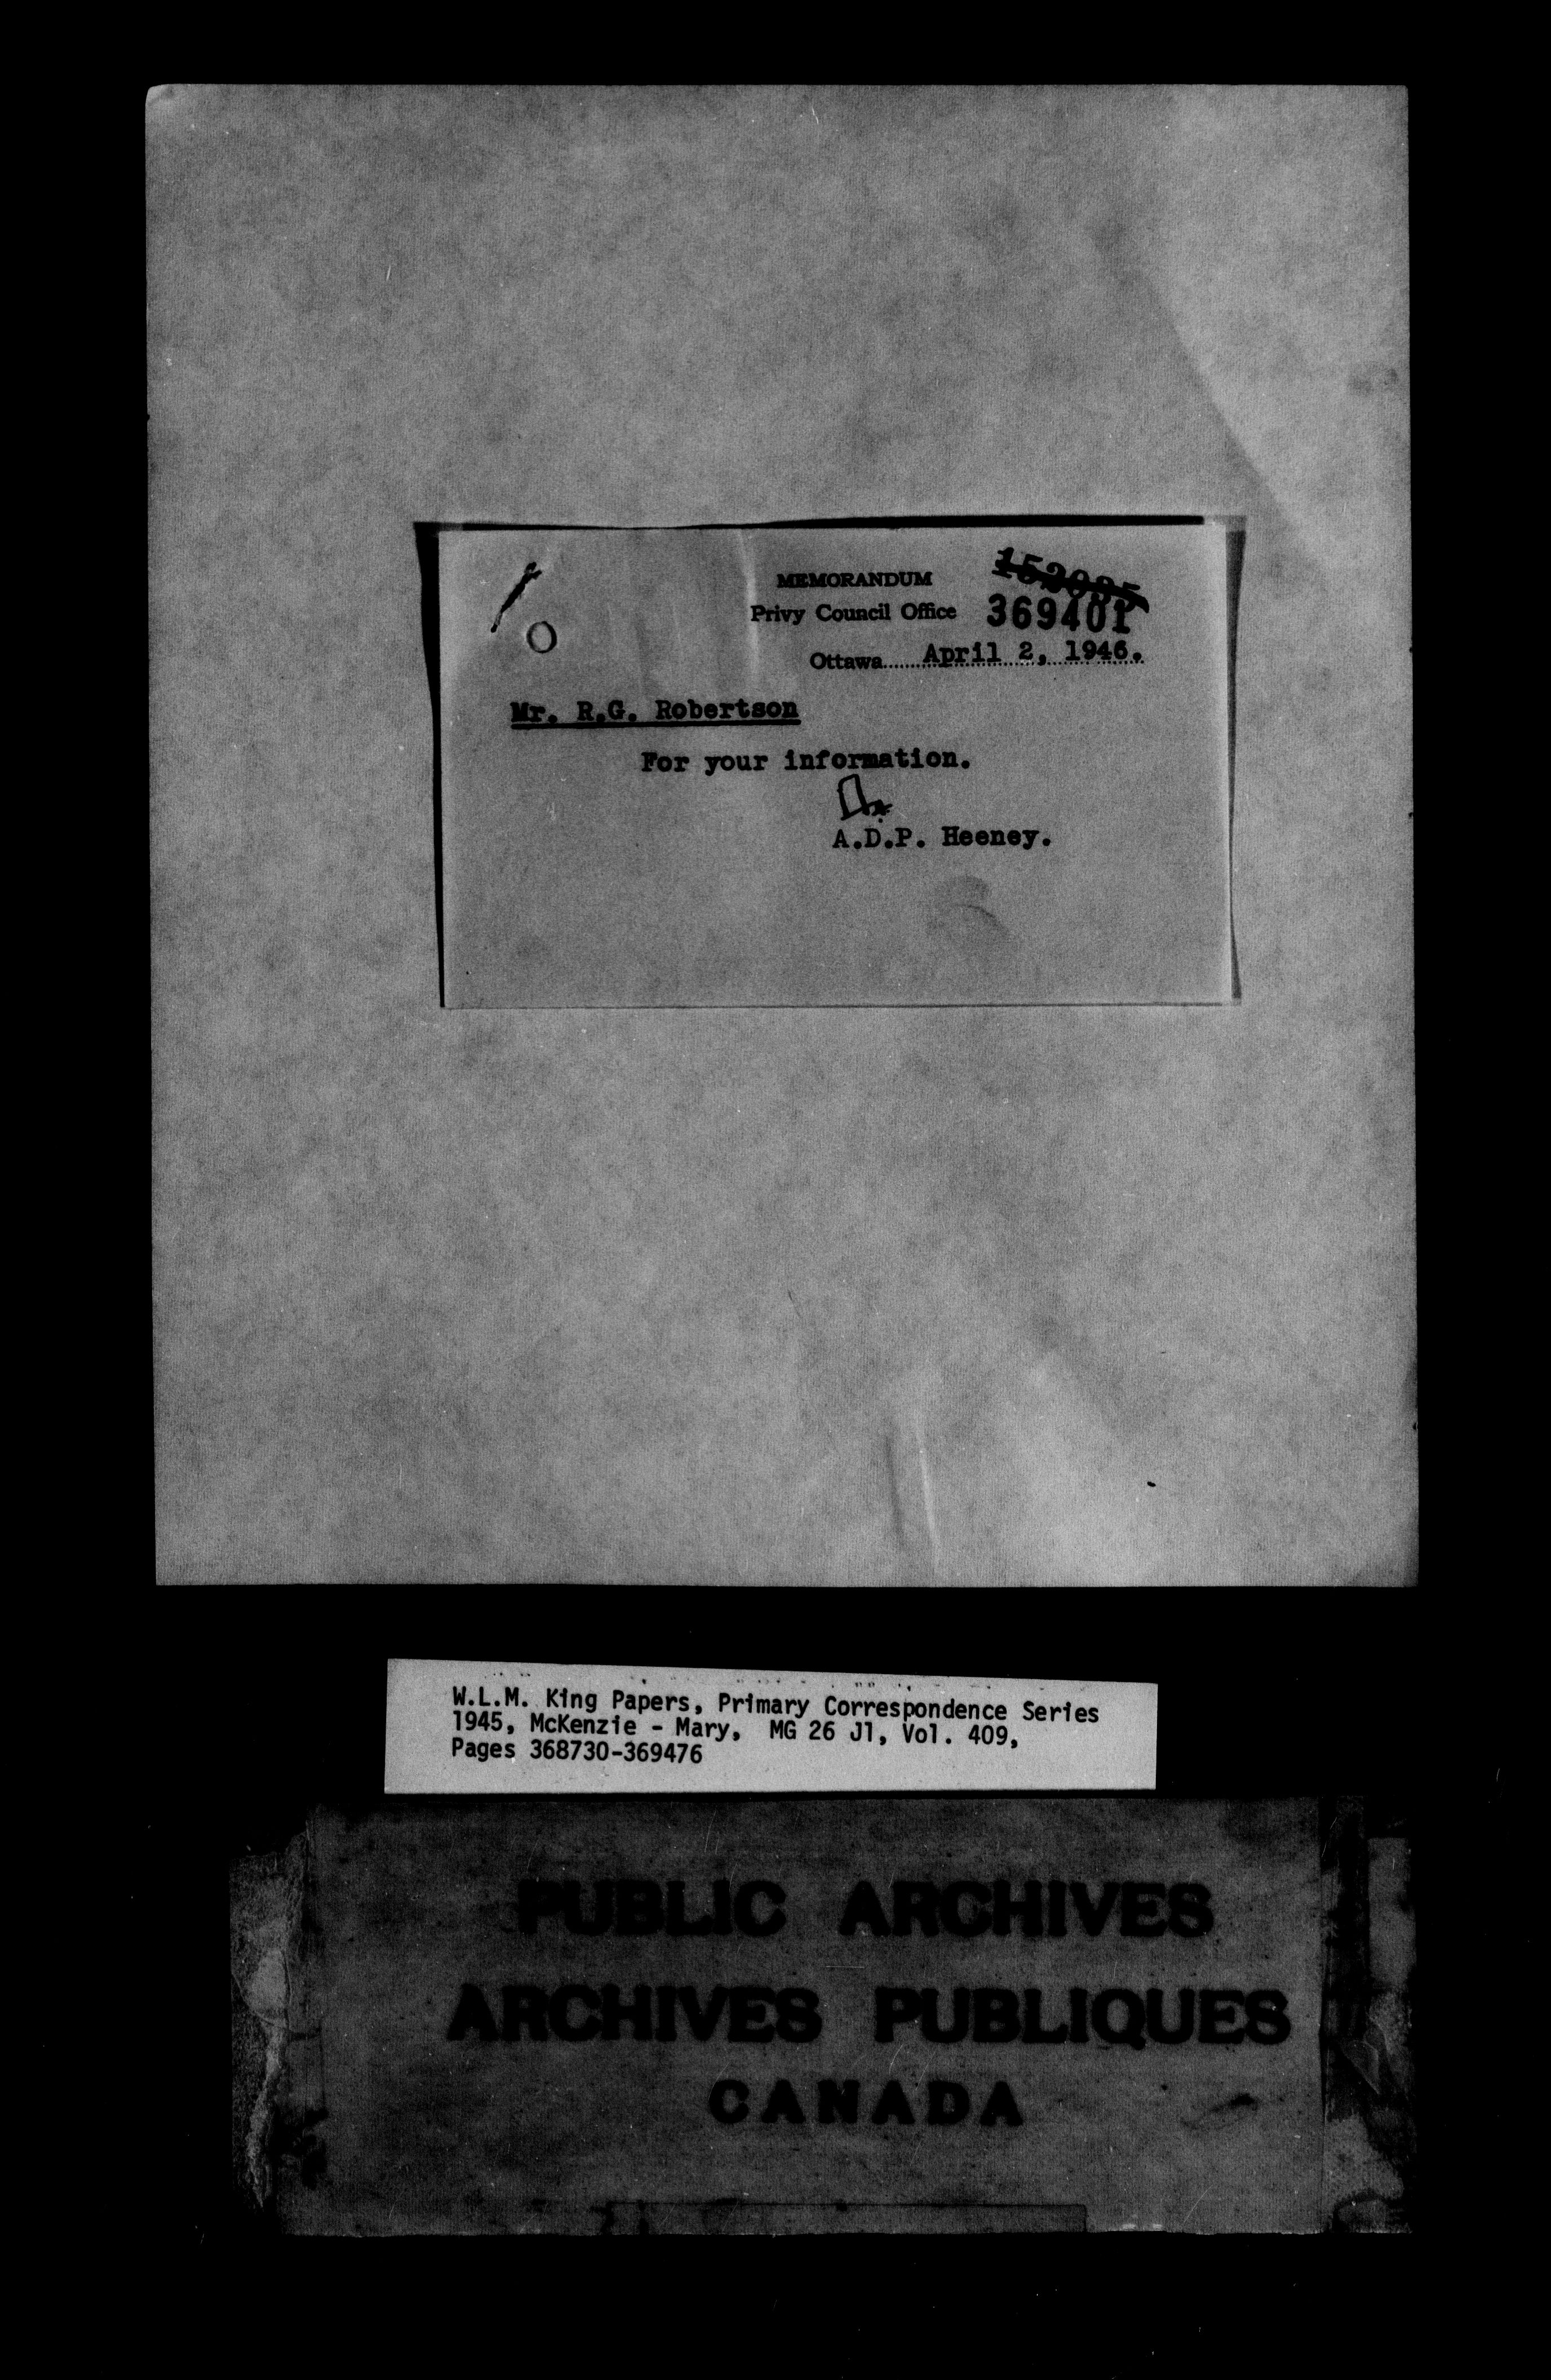 MEMORANDUM
Privy Council Office
369401
Ottawa........April 2, 1946.
Mr. R.G. Robertson
For your information.
A.D.P. Heeney.
W.L.M. King Papers, Primary Correspondence Series
1945, McKenzie - Mary, MG 26 J1, Vol. 409,
Pages 368730-369476
PUBLIC ARCHIVES
ARCHIVES PUBLIQUES
CANADA